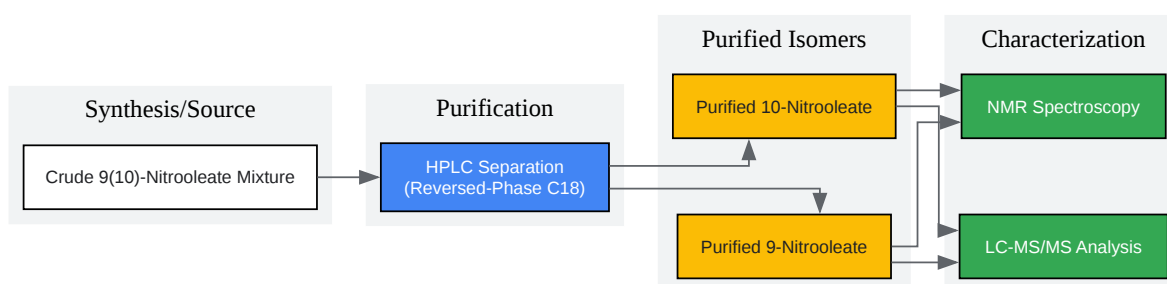 Synthesis/Source
Crude 9(10)-Nitrooleate Mixture
Purification
HPLC Separation
(Reversed-Phase C18)
Purified Isomers
Purified 10-Nitrooleate
Purified 9-Nitrooleate
Characterization
NMR Spectroscopy
LC-MS/MS Analysis